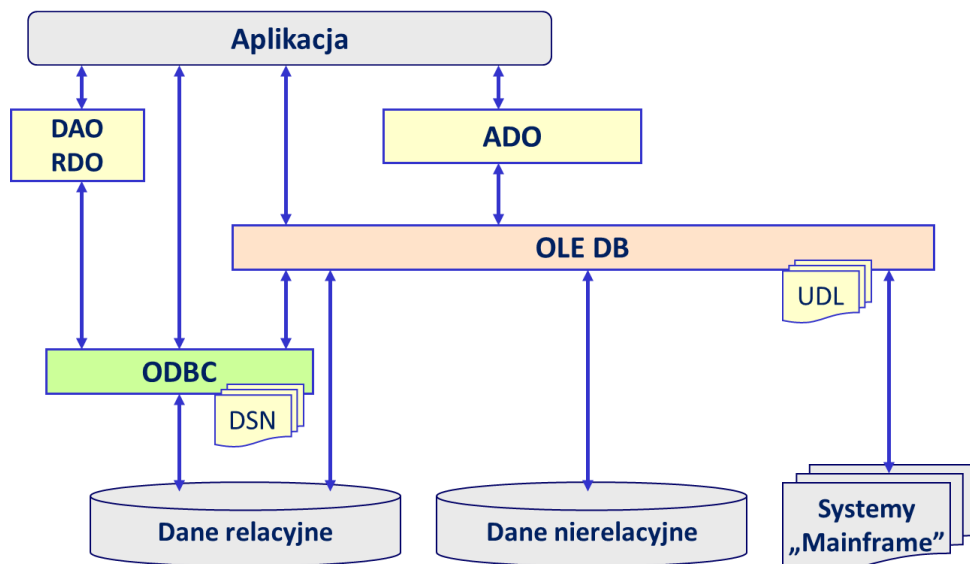 Aplikacja
DAO
RDO
ADO
OLE DB
UDL
ODBC
DSN
Dane relacyjne
Dane nierelacyjne
Systemy
„Mainframe”